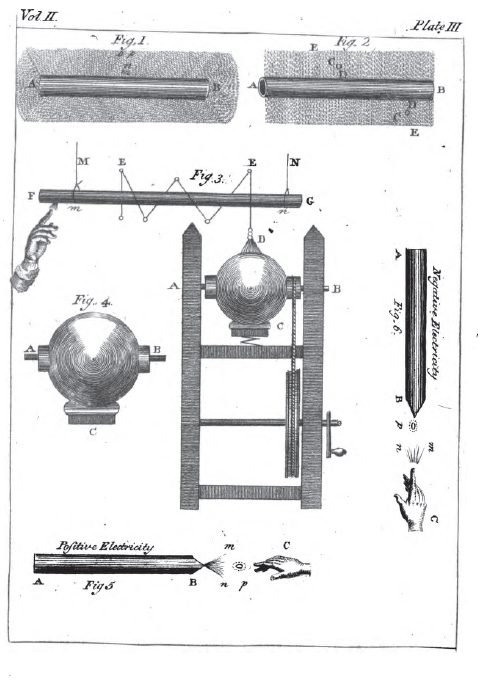 Vol. II.
Plate III
Fig. 1
n
A
B
Fig. 2
E
C
D
A
B
D
C
E
M
E
E
N
F
Fig. 3.
G
m
n
D
A
B
C
Fig. 4.
A
B
C
A
Negative Electricity
Fig. 6
B
p
n
m
C
Positive Electricity
m
C
A
Fig 5
B
n
p